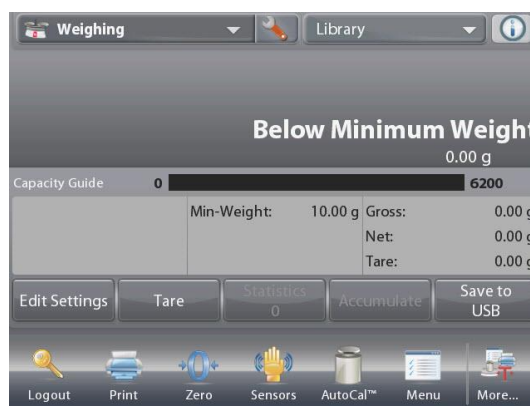 Weighing Library
Below Minimum Weight
0.00 g
Capacity Guide 0 6200
Min-Weight: 10.00 g Gross: 0.00 g
Net: 0.00 g
Tare: 0.00 g
Edit Settings Tare Statistics 0 Accumulate Save to USB
Logout Print Zero Sensors AutoCal™ Menu More...